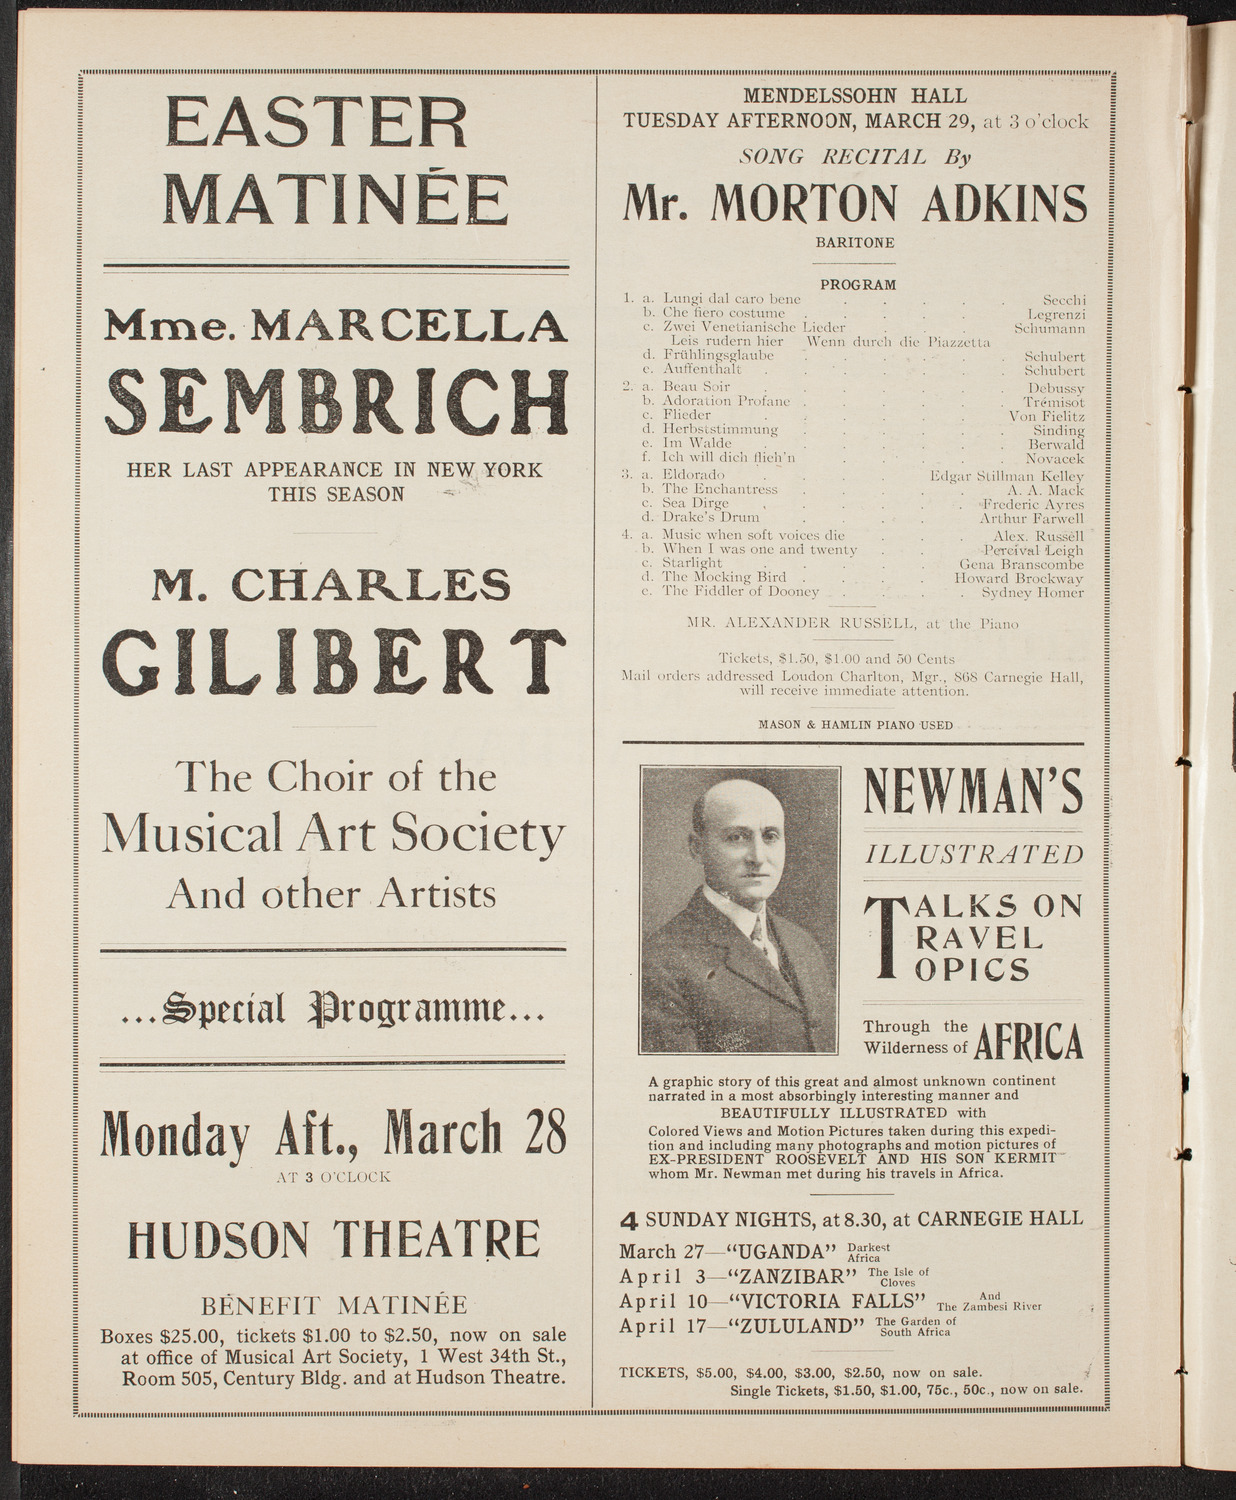 EASTER
MATINÉE
Mme. MARCELLA
SEMBRICH
HER LAST APPEARANCE IN NEW YORK
THIS SEASON
M. CHARLES
GILIBERT
The Choir of the
Musical Art Society
And other Artists
...Special Programme...
Monday Aft., March 28
AT 3 O'CLOCK
HUDSON THEATRE
BENEFIT MATINÉE
Boxes $25.00, tickets $1.00 to $2.50, now on sale
at office of Musical Art Society, 1 West 34th St.,
Room 505, Century Bldg. and at Hudson Theatre.
MENDELSSOHN HALL
TUESDAY AFTERNOON, MARCH 29, at 3 o'clock
SONG RECITAL By
Mr. MORTON ADKINS
BARITONE
PROGRAM
1. a. Lungi dal caro bene . . . . . Secchi
b. Che fiero costume . . . . . . Legrenzi
c. Zwei Venetianische Lieder . . . . Schumann
Leis rudern hier Wenn durch die Piazzetta
d. Frühlingsglaube . . . . . . Schubert
e. Auffenthalt . . . . . . . Schubert
2. a. Beau Soir . . . . . . . Debussy
b. Adoration Profane . . . . . . Trémisot
c. Flieder . . . . . . . Von Fielitz
d. Herbststimmung . . . . . . Sinding
e. Im Walde . . . . . . . Berwald
f. Ich will dich flieh'n . . . . . Novacek
3. a. Eldorado . . . . Edgar Stillman Kelley
b. The Enchantress . . . . . A. A. Mack
c. Sea Dirge . . . . . . Frederic Ayres
d. Drake's Drum . . . . Arthur Farwell
4. a. Music when soft voices die . . . Alex. Russell
b. When I was one and twenty . . Percival Leigh
c. Starlight . . . . . Gena Branscombe
d. The Mocking Bird . . . . Howard Brockway
e. The Fiddler of Dooney . . . . Sydney Homer
MR. ALEXANDER RUSSELL, at the Piano
Tickets, $1.50, $1.00 and 50 Cents
Mail orders addressed Loudon Charlton, Mgr., 868 Carnegie Hall,
will receive immediate attention.
MASON & HAMLIN PIANO USED
NEWMAN'S
ILLUSTRATED
TALKS ON
TRAVEL
TOPICS
Through the
Wilderness of AFRICA
A graphic story of this great and almost unknown continent
narrated in a most absorbingly interesting manner and
BEAUTIFULLY ILLUSTRATED with
Colored Views and Motion Pictures taken during this expedi-
tion and including many photographs and motion pictures of
EX-PRESIDENT ROOSEVELT AND HIS SON KERMIT
whom Mr. Newman met during his travels in Africa.
4 SUNDAY NIGHTS, at 8.30, at CARNEGIE HALL
March 27—"UGANDA" Darkest Africa
April 3—"ZANZIBAR" The Isle of Cloves
April 10—"VICTORIA FALLS" And The Zambesi River
April 17—"ZULULAND" The Garden of South Africa
TICKETS, $5.00, $4.00, $3.00, $2.50, now on sale.
Single Tickets, $1.50, $1.00, 75c., 50c., now on sale.